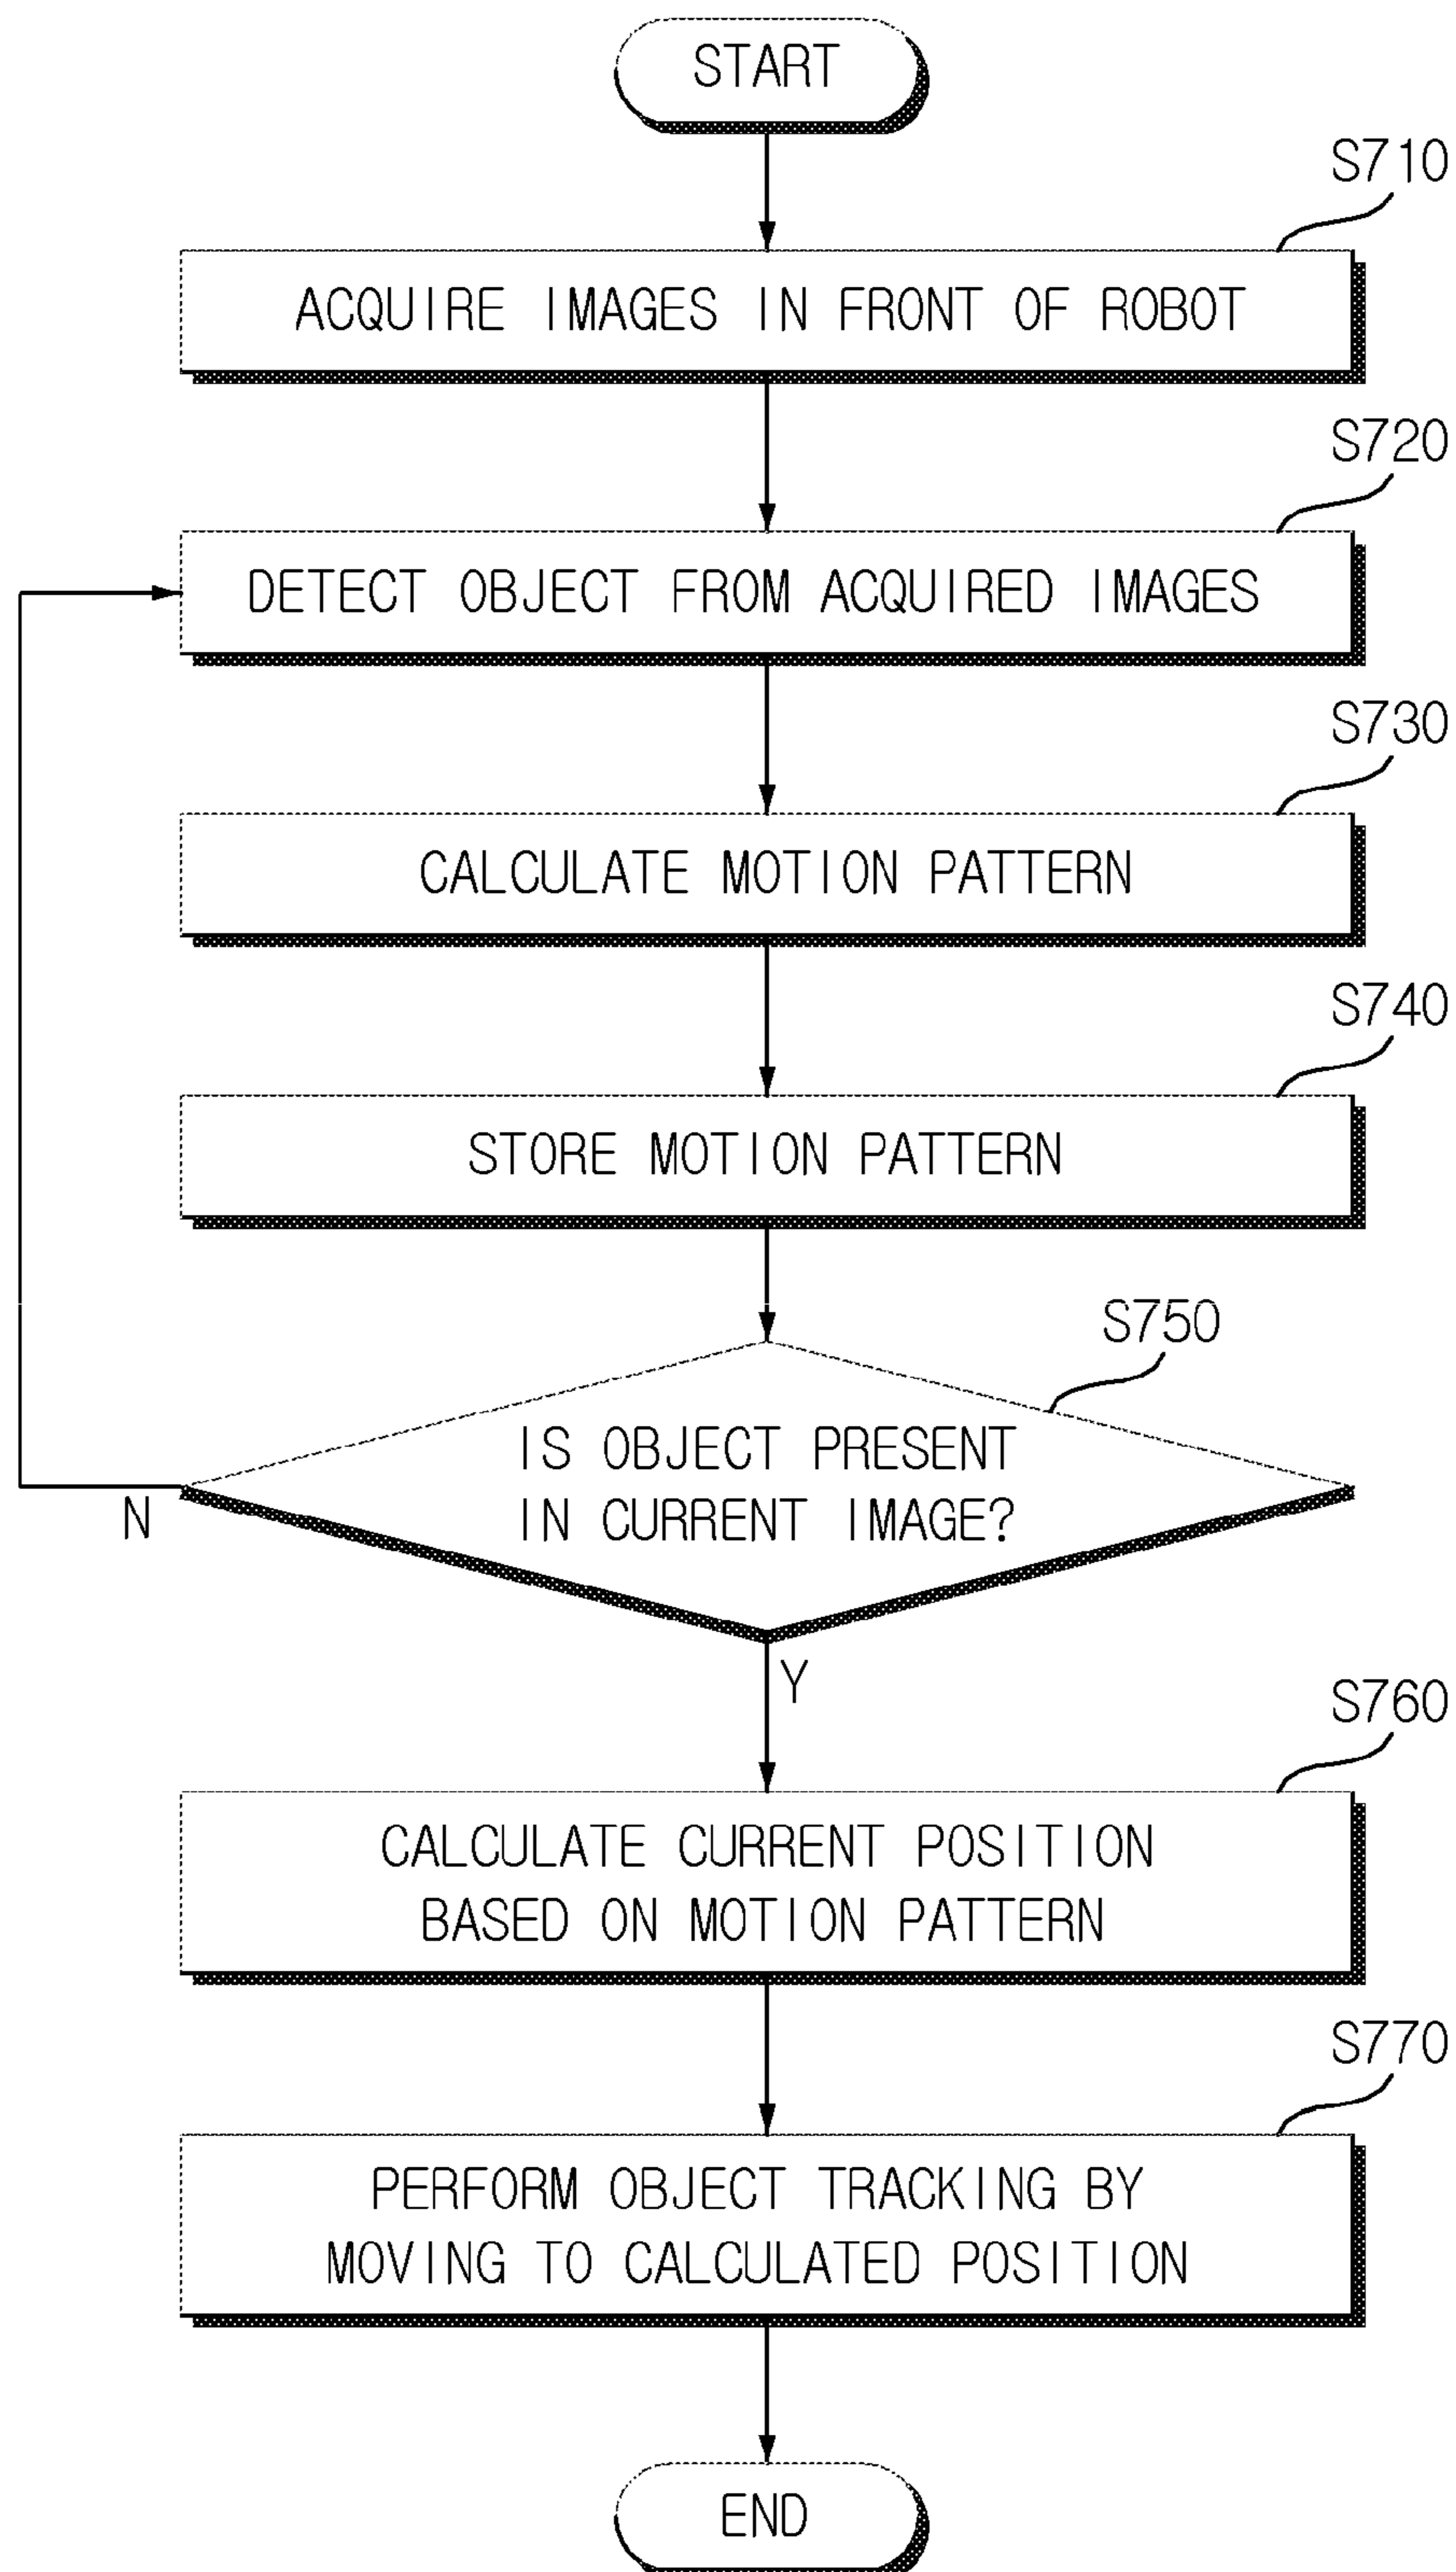 START
S710
ACQUIRE IMAGES IN FRONT OF ROBOT
S720
DETECT OBJECT FROM ACQUIRED IMAGES
S730
CALCULATE MOTION PATTERN
S740
STORE MOTION PATTERN
S750
IS OBJECT PRESENT
IN CURRENT IMAGE?
N
Y
S760
CALCULATE CURRENT POSITION
BASED ON MOTION PATTERN
S770
PERFORM OBJECT TRACKING BY
MOVING TO CALCULATED POSITION
END